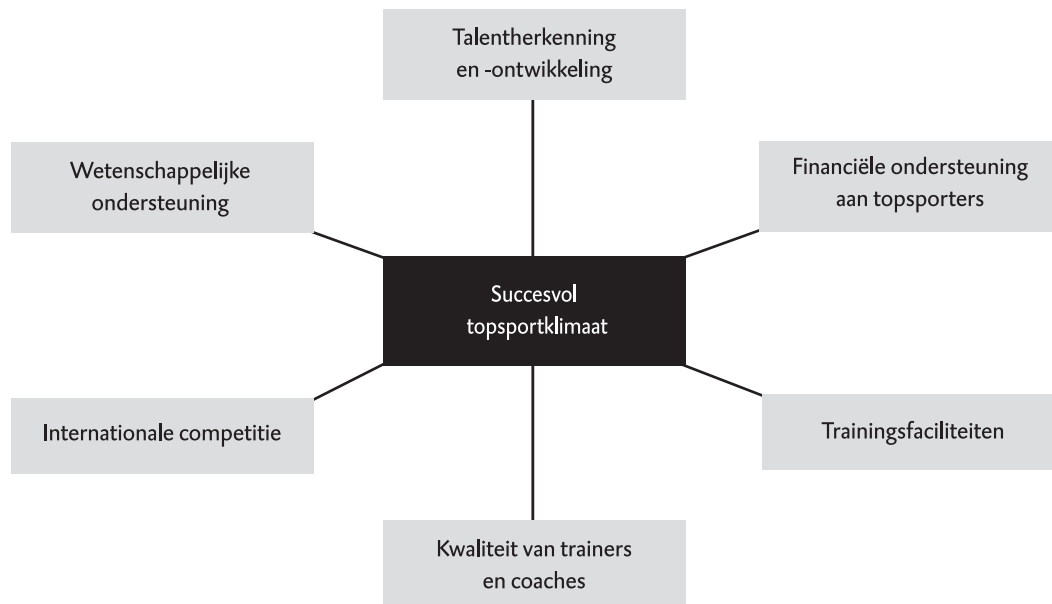 Talentherkenning
en -ontwikkeling
Wetenschappelijke
ondersteuning
Financiële ondersteuning
aan topsporters
Succesvol
topsportklimaat
Internationale competitie
Trainingsfaciliteiten
Kwaliteit van trainers
en coaches